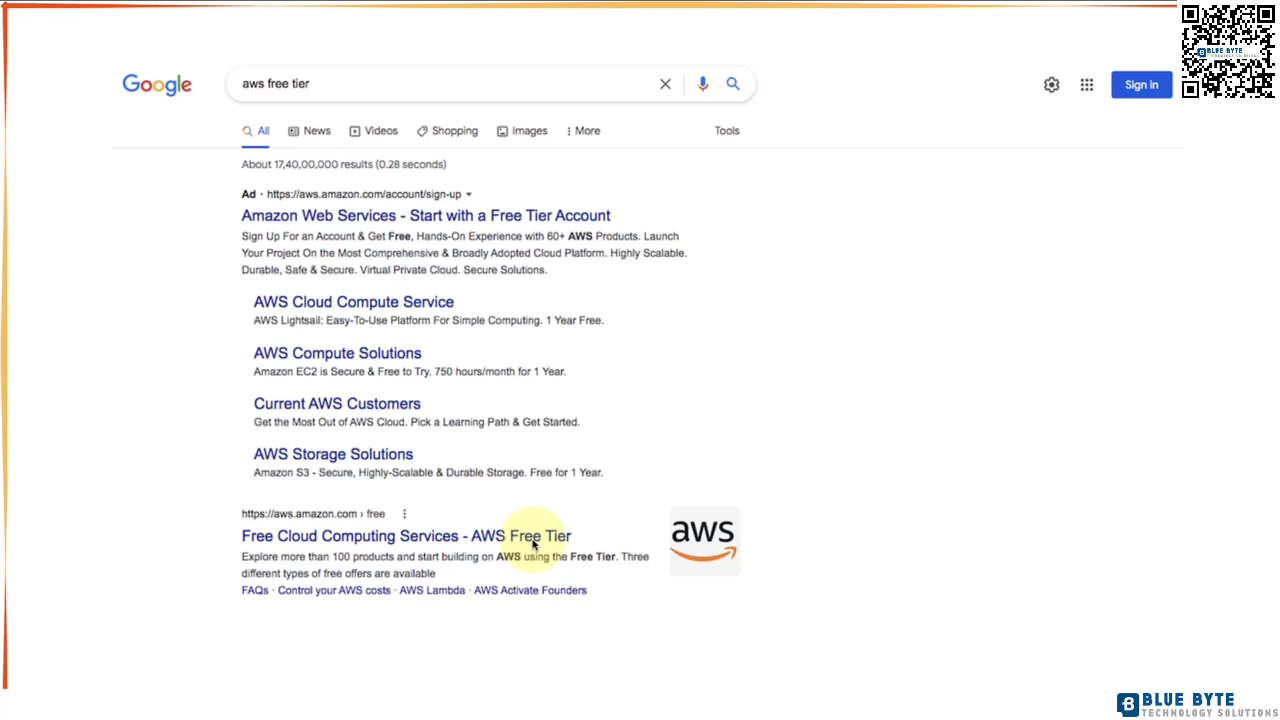 BLUE BYTE
TECHNOLOGY SOLUTIONS
Google
aws free tier
Sign in
All News Videos Shopping Images More Tools
About 17,40,00,000 results (0.28 seconds)
Ad · https://aws.amazon.com/account/sign-up
Amazon Web Services - Start with a Free Tier Account
Sign Up For an Account & Get Free, Hands-On Experience with 60+ AWS Products. Launch
Your Project On the Most Comprehensive & Broadly Adopted Cloud Platform. Highly Scalable.
Durable, Safe & Secure. Virtual Private Cloud. Secure Solutions.
AWS Cloud Compute Service
AWS Lightsail: Easy-To-Use Platform For Simple Computing. 1 Year Free.
AWS Compute Solutions
Amazon EC2 is Secure & Free to Try. 750 hours/month for 1 Year.
Current AWS Customers
Get the Most Out of AWS Cloud. Pick a Learning Path & Get Started.
AWS Storage Solutions
Amazon S3 - Secure, Highly-Scalable & Durable Storage. Free for 1 Year.
https://aws.amazon.com › free
Free Cloud Computing Services - AWS Free Tier
Explore more than 100 products and start building on AWS using the Free Tier. Three
different types of free offers are available
FAQs · Control your AWS costs · AWS Lambda · AWS Activate Founders
aws
BLUE BYTE
TECHNOLOGY SOLUTIONS